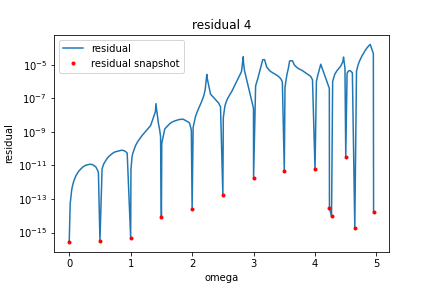 residual 4
residual
residual snapshot
10⁻⁵
10⁻⁷
10⁻⁹
10⁻¹¹
10⁻¹³
10⁻¹⁵
residual
0 1 2 3 4 5
omega